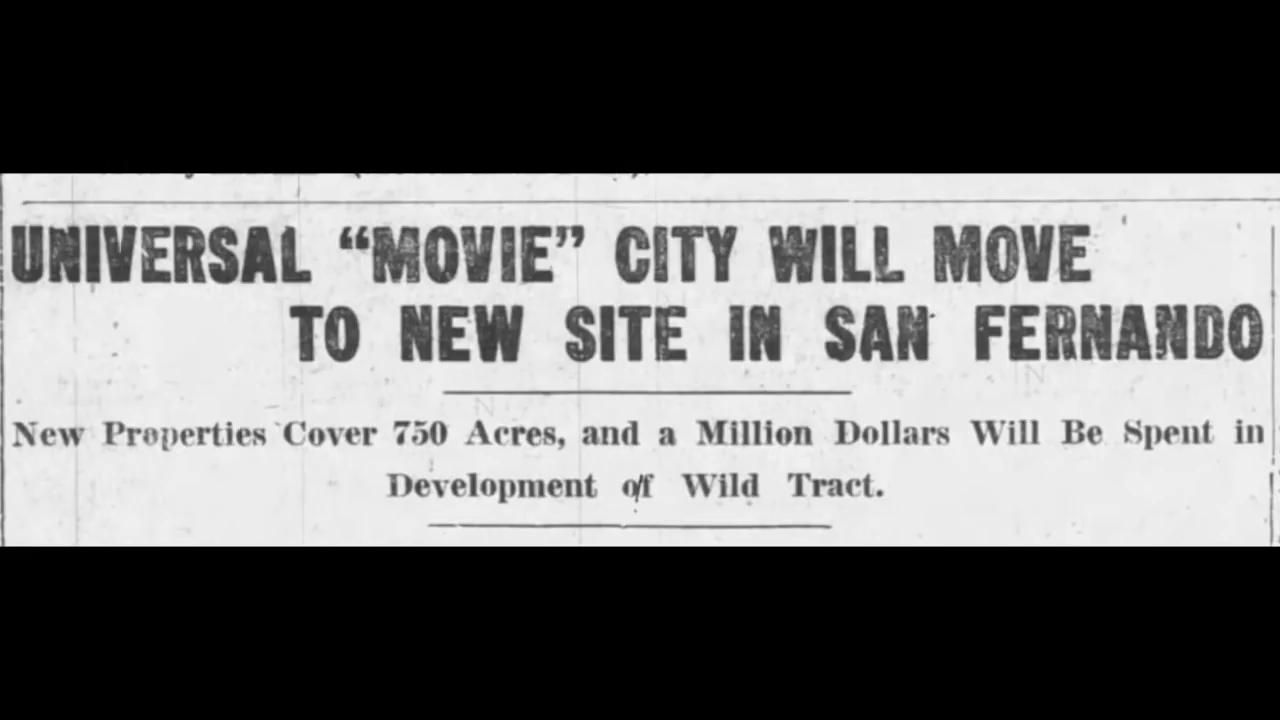 UNIVERSAL “MOVIE” CITY WILL MOVE
TO NEW SITE IN SAN FERNANDO
New Properties Cover 750 Acres, and a Million Dollars Will Be Spent in
Development of Wild Tract.